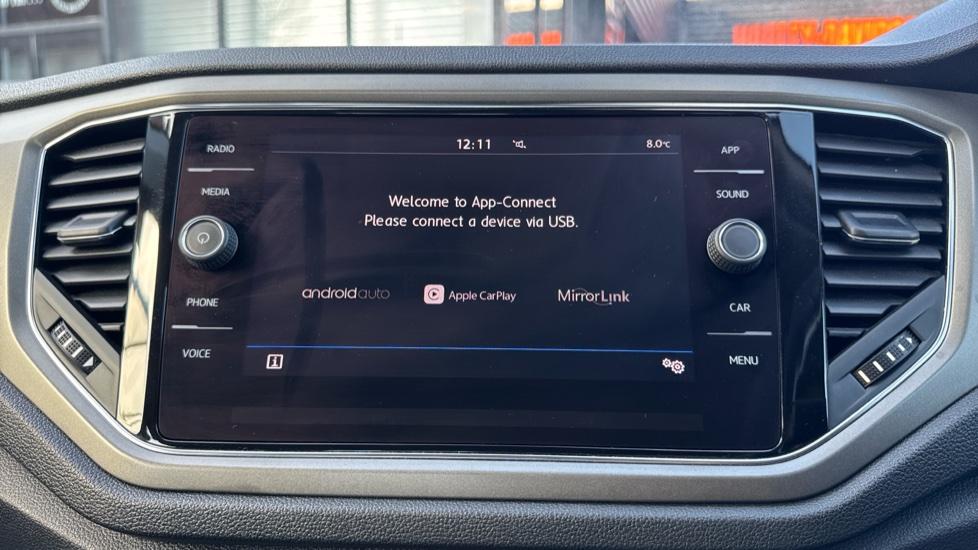 12:11 8.0°C
RADIO
MEDIA
PHONE
VOICE
Welcome to App-Connect
Please connect a device via USB.
androidauto Apple CarPlay MirrorLink
i
APP
SOUND
CAR
MENU